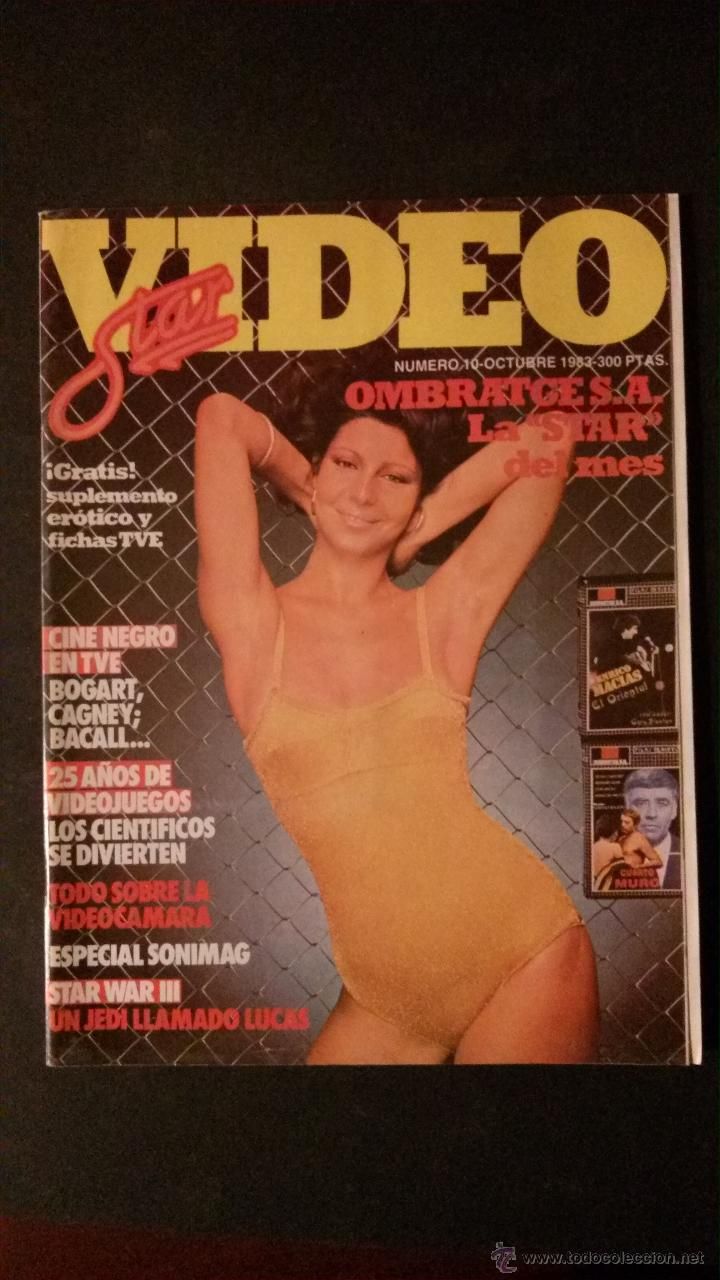 VIDEO
Star
NUMERO 10-OCTUBRE 1983-300 PTAS.
OMBRATGE S.A.
La "STAR"
del mes
¡Gratis!
suplemento
erótico y
fichas TVE
CINE NEGRO
EN TVE
BOGART,
CAGNEY;
BACALL...
25 AÑOS DE
VIDEOJUEGOS
LOS CIENTIFICOS
SE DIVIERTEN
TODO SOBRE LA
VIDEOCAMARA
ESPECIAL SONIMAG
STAR WAR III
UN JEDI LLAMADO LUCAS
ENRICO
MACIAS
El Oriental
CUARTO
MURO
www.todocoleccion.net